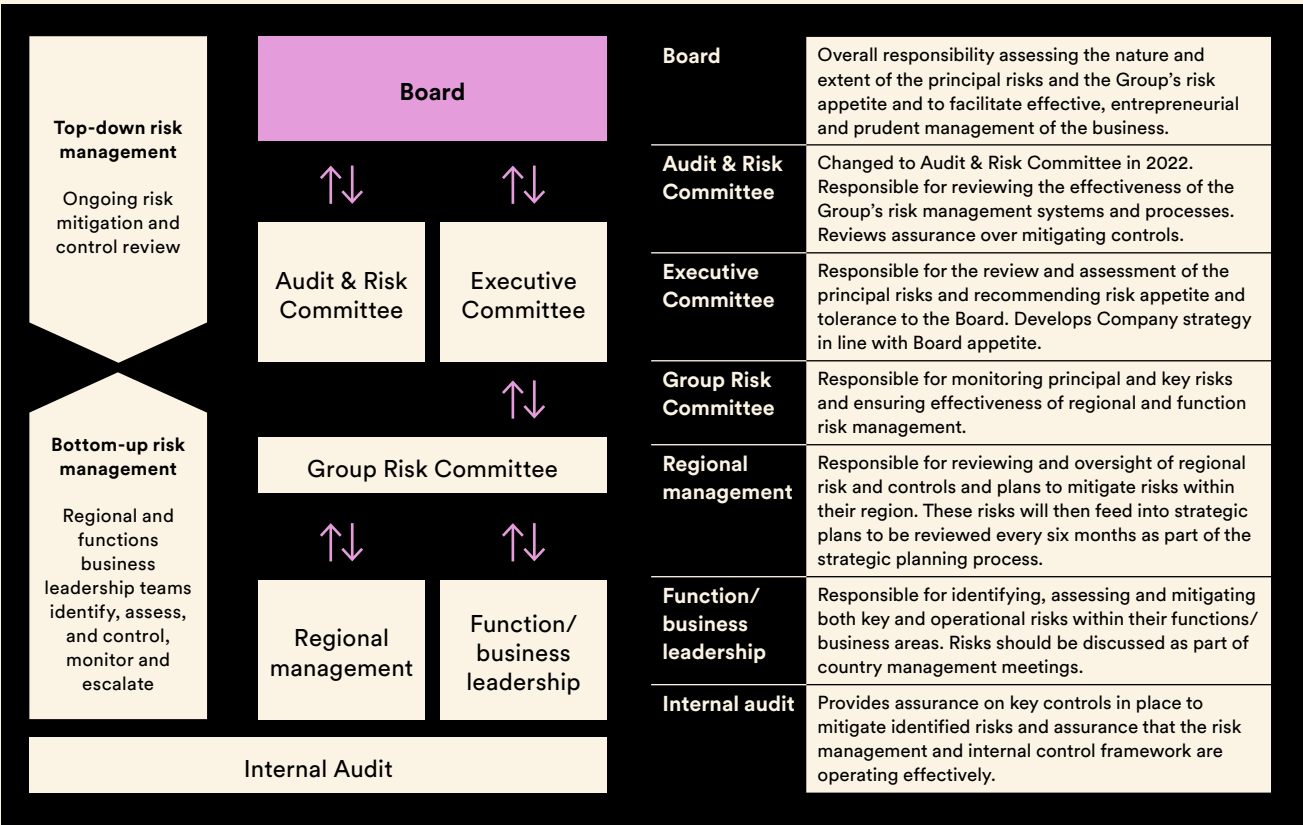 Top-down risk
management
Ongoing risk
mitigation and
control review
Bottom-up risk
management
Regional and
functions
business
leadership teams
identify, assess,
and control,
monitor and
escalate
Board
Audit & Risk
Committee
Executive
Committee
Group Risk Committee
Regional
management
Function/
business
leadership
Internal Audit
Board
Overall responsibility assessing the nature and
extent of the principal risks and the Group’s risk
appetite and to facilitate effective, entrepreneurial
and prudent management of the business.
Audit & Risk
Committee
Changed to Audit & Risk Committee in 2022.
Responsible for reviewing the effectiveness of the
Group’s risk management systems and processes.
Reviews assurance over mitigating controls.
Executive
Committee
Responsible for the review and assessment of the
principal risks and recommending risk appetite and
tolerance to the Board. Develops Company strategy
in line with Board appetite.
Group Risk
Committee
Responsible for monitoring principal and key risks
and ensuring effectiveness of regional and function
risk management.
Regional
management
Responsible for reviewing and oversight of regional
risk and controls and plans to mitigate risks within
their region. These risks will then feed into strategic
plans to be reviewed every six months as part of the
strategic planning process.
Function/
business
leadership
Responsible for identifying, assessing and mitigating
both key and operational risks within their functions/
business areas. Risks should be discussed as part of
country management meetings.
Internal audit
Provides assurance on key controls in place to
mitigate identified risks and assurance that the risk
management and internal control framework are
operating effectively.